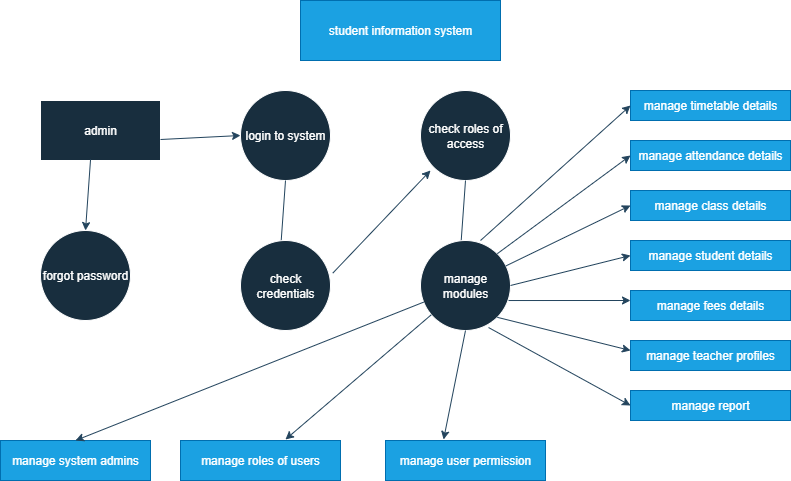 student information system
admin
login to system
check roles of
access
manage timetable details
manage attendance details
manage class details
manage student details
forgot password
check
credentials
manage
modules
manage fees details
manage teacher profiles
manage report
manage system admins
manage roles of users
manage user permission